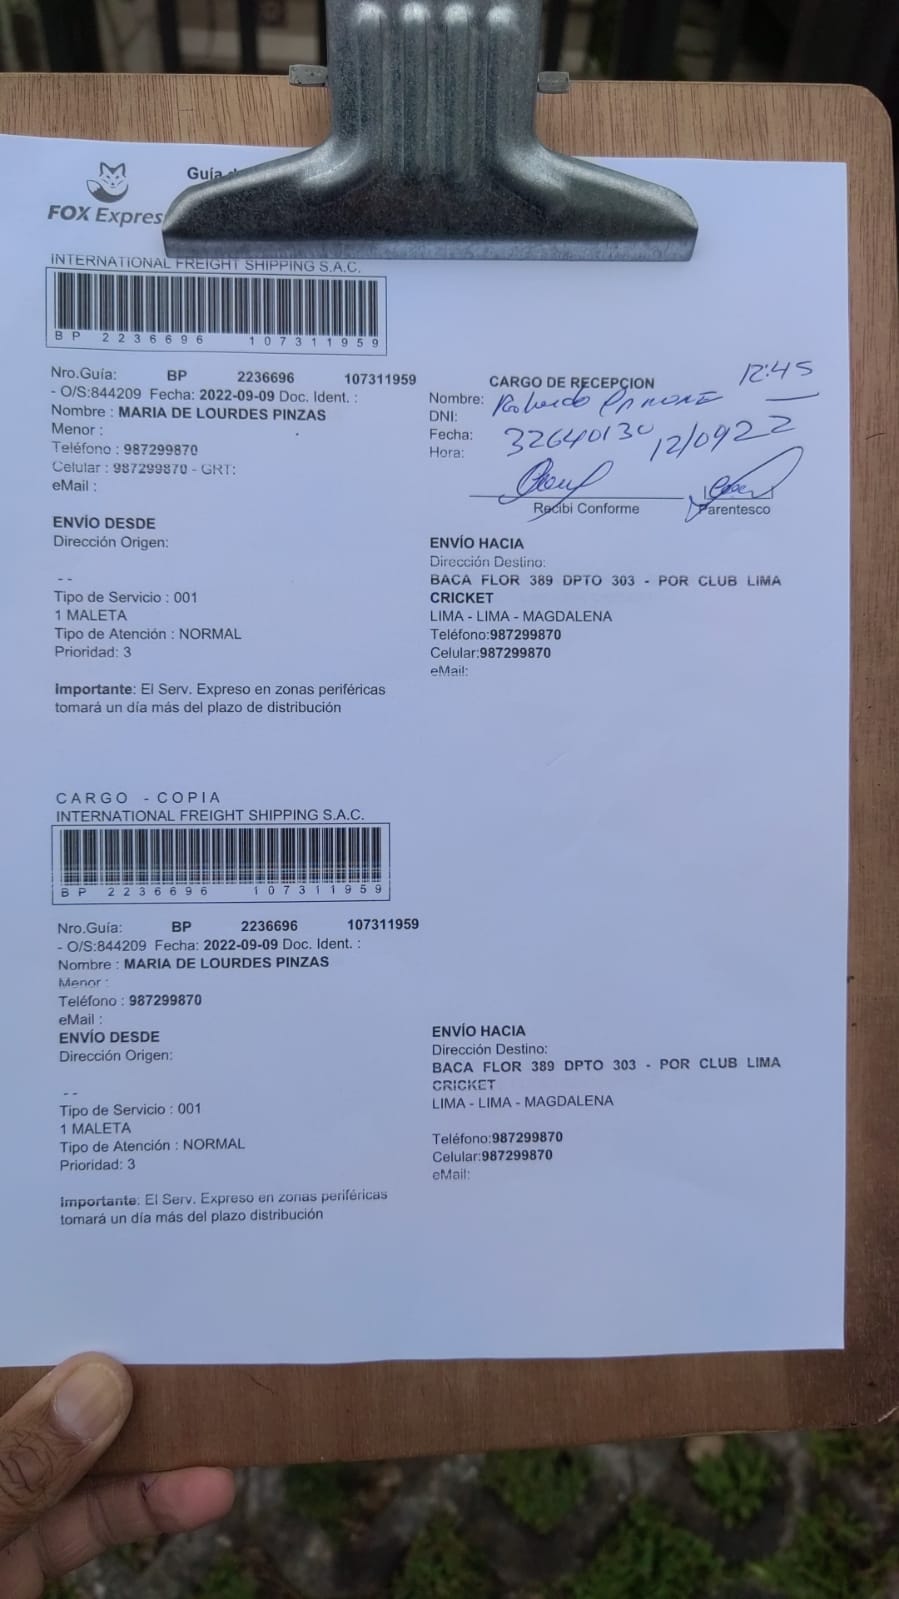 Guía
FOX Expres
INTERNATIONAL FREIGHT SHIPPING S.A.C.
BP 2236696 107311959
Nro.Guía: BP 2236696 107311959
- O/S:844209 Fecha: 2022-09-09 Doc. Ident. :
Nombre : MARIA DE LOURDES PINZAS
Menor :
Teléfono : 987299870
Celular : 987299870 - GRT:
eMail :
CARGO DE RECEPCION 12:45
Nombre:
DNI:
Fecha: 32640130 12/0922
Hora:
Recibi Conforme Parentesco
ENVÍO DESDE
Dirección Origen:
- -
Tipo de Servicio : 001
1 MALETA
Tipo de Atención : NORMAL
Prioridad: 3
ENVÍO HACIA
Dirección Destino:
BACA FLOR 389 DPTO 303 - POR CLUB LIMA
CRICKET
LIMA - LIMA - MAGDALENA
Teléfono:987299870
Celular:987299870
eMail:
Importante: El Serv. Expreso en zonas periféricas
tomará un día más del plazo de distribución
CARGO - COPIA
INTERNATIONAL FREIGHT SHIPPING S.A.C.
BP 2236696 107311959
Nro.Guía: BP 2236696 107311959
- O/S:844209 Fecha: 2022-09-09 Doc. Ident. :
Nombre : MARIA DE LOURDES PINZAS
Menor :
Teléfono : 987299870
eMail :
ENVÍO DESDE
Dirección Origen:
- -
Tipo de Servicio : 001
1 MALETA
Tipo de Atención : NORMAL
Prioridad: 3
ENVÍO HACIA
Dirección Destino:
BACA FLOR 389 DPTO 303 - POR CLUB LIMA
CRICKET
LIMA - LIMA - MAGDALENA
Teléfono:987299870
Celular:987299870
eMail:
Importante: El Serv. Expreso en zonas periféricas
tomará un día más del plazo distribución